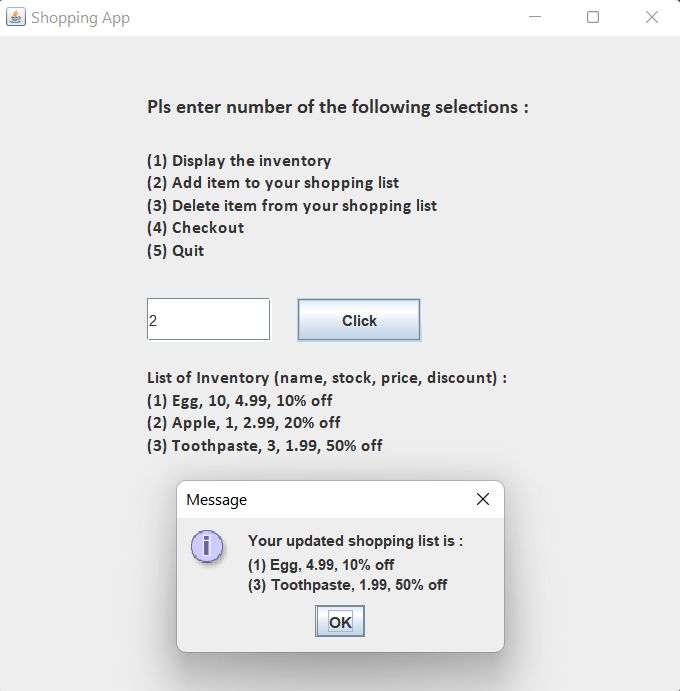 Shopping App
Pls enter number of the following selections :
(1) Display the inventory
(2) Add item to your shopping list
(3) Delete item from your shopping list
(4) Checkout
(5) Quit
2
Click
List of Inventory (name, stock, price, discount) :
(1) Egg, 10, 4.99, 10% off
(2) Apple, 1, 2.99, 20% off
(3) Toothpaste, 3, 1.99, 50% off
Message
Your updated shopping list is :
(1) Egg, 4.99, 10% off
(3) Toothpaste, 1.99, 50% off
OK